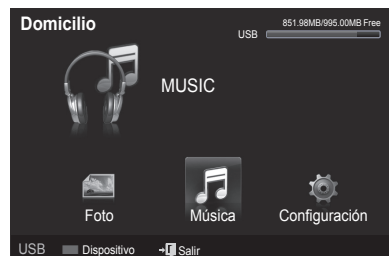 Domicilio
851.98MB/995.00MB Free
USB
MUSIC
Foto
Música
Configuración
USB
Dispositivo
Salir